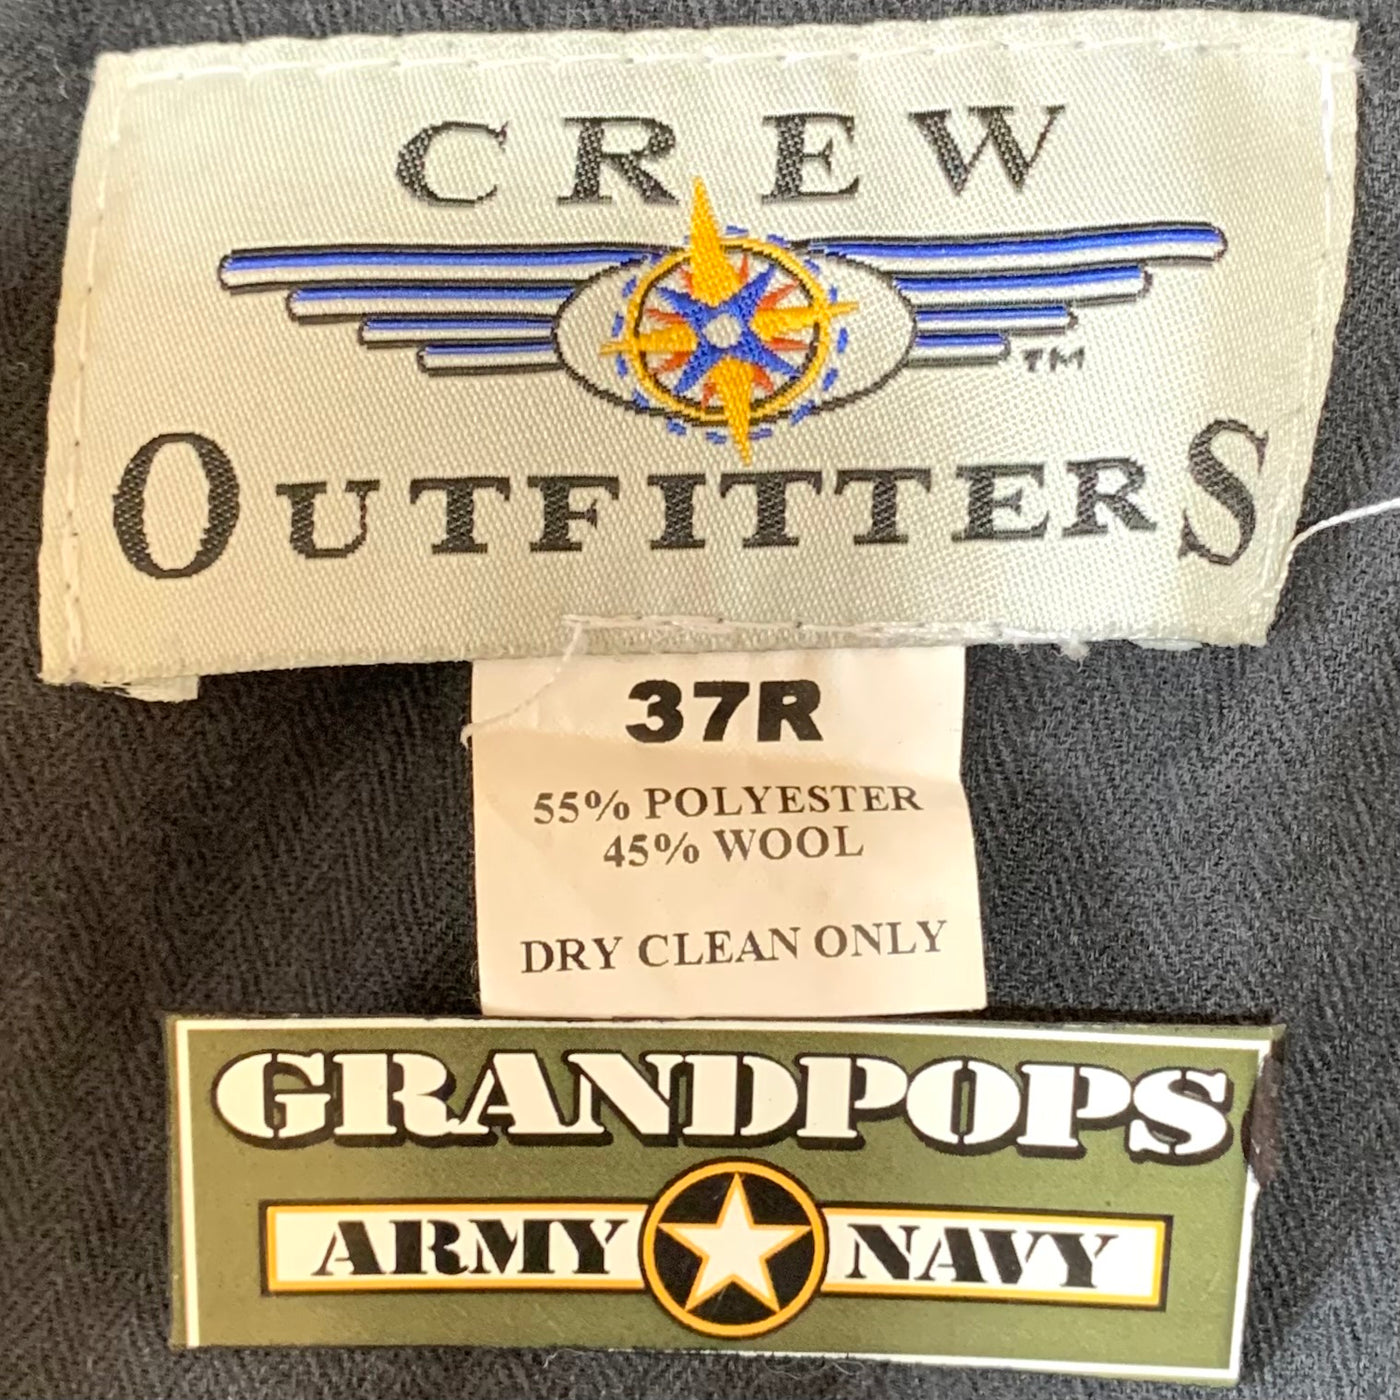 CREW
TM
OUTFITTERS
37R
55% POLYESTER
45% WOOL
DRY CLEAN ONLY
GRANDPOPS
ARMY NAVY